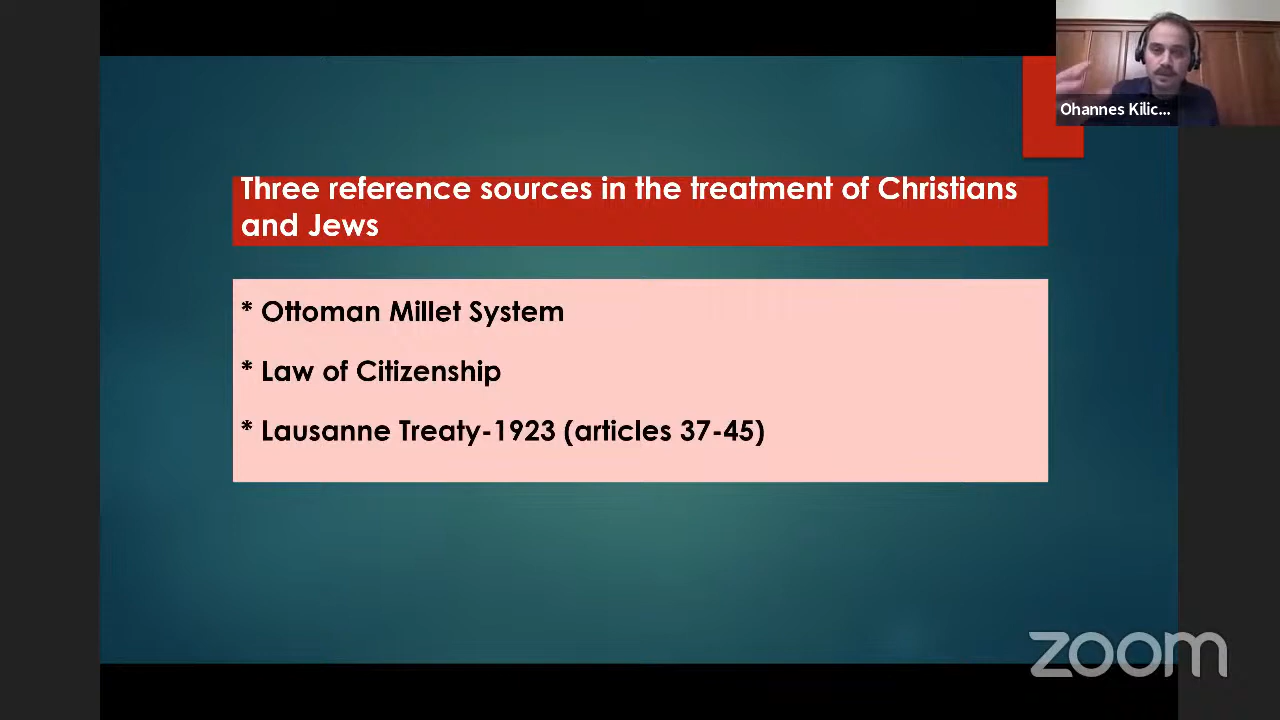 Ohannes Kilic...
Three reference sources in the treatment of Christians
and Jews
* Ottoman Millet System
* Law of Citizenship
* Lausanne Treaty-1923 (articles 37-45)
zoom